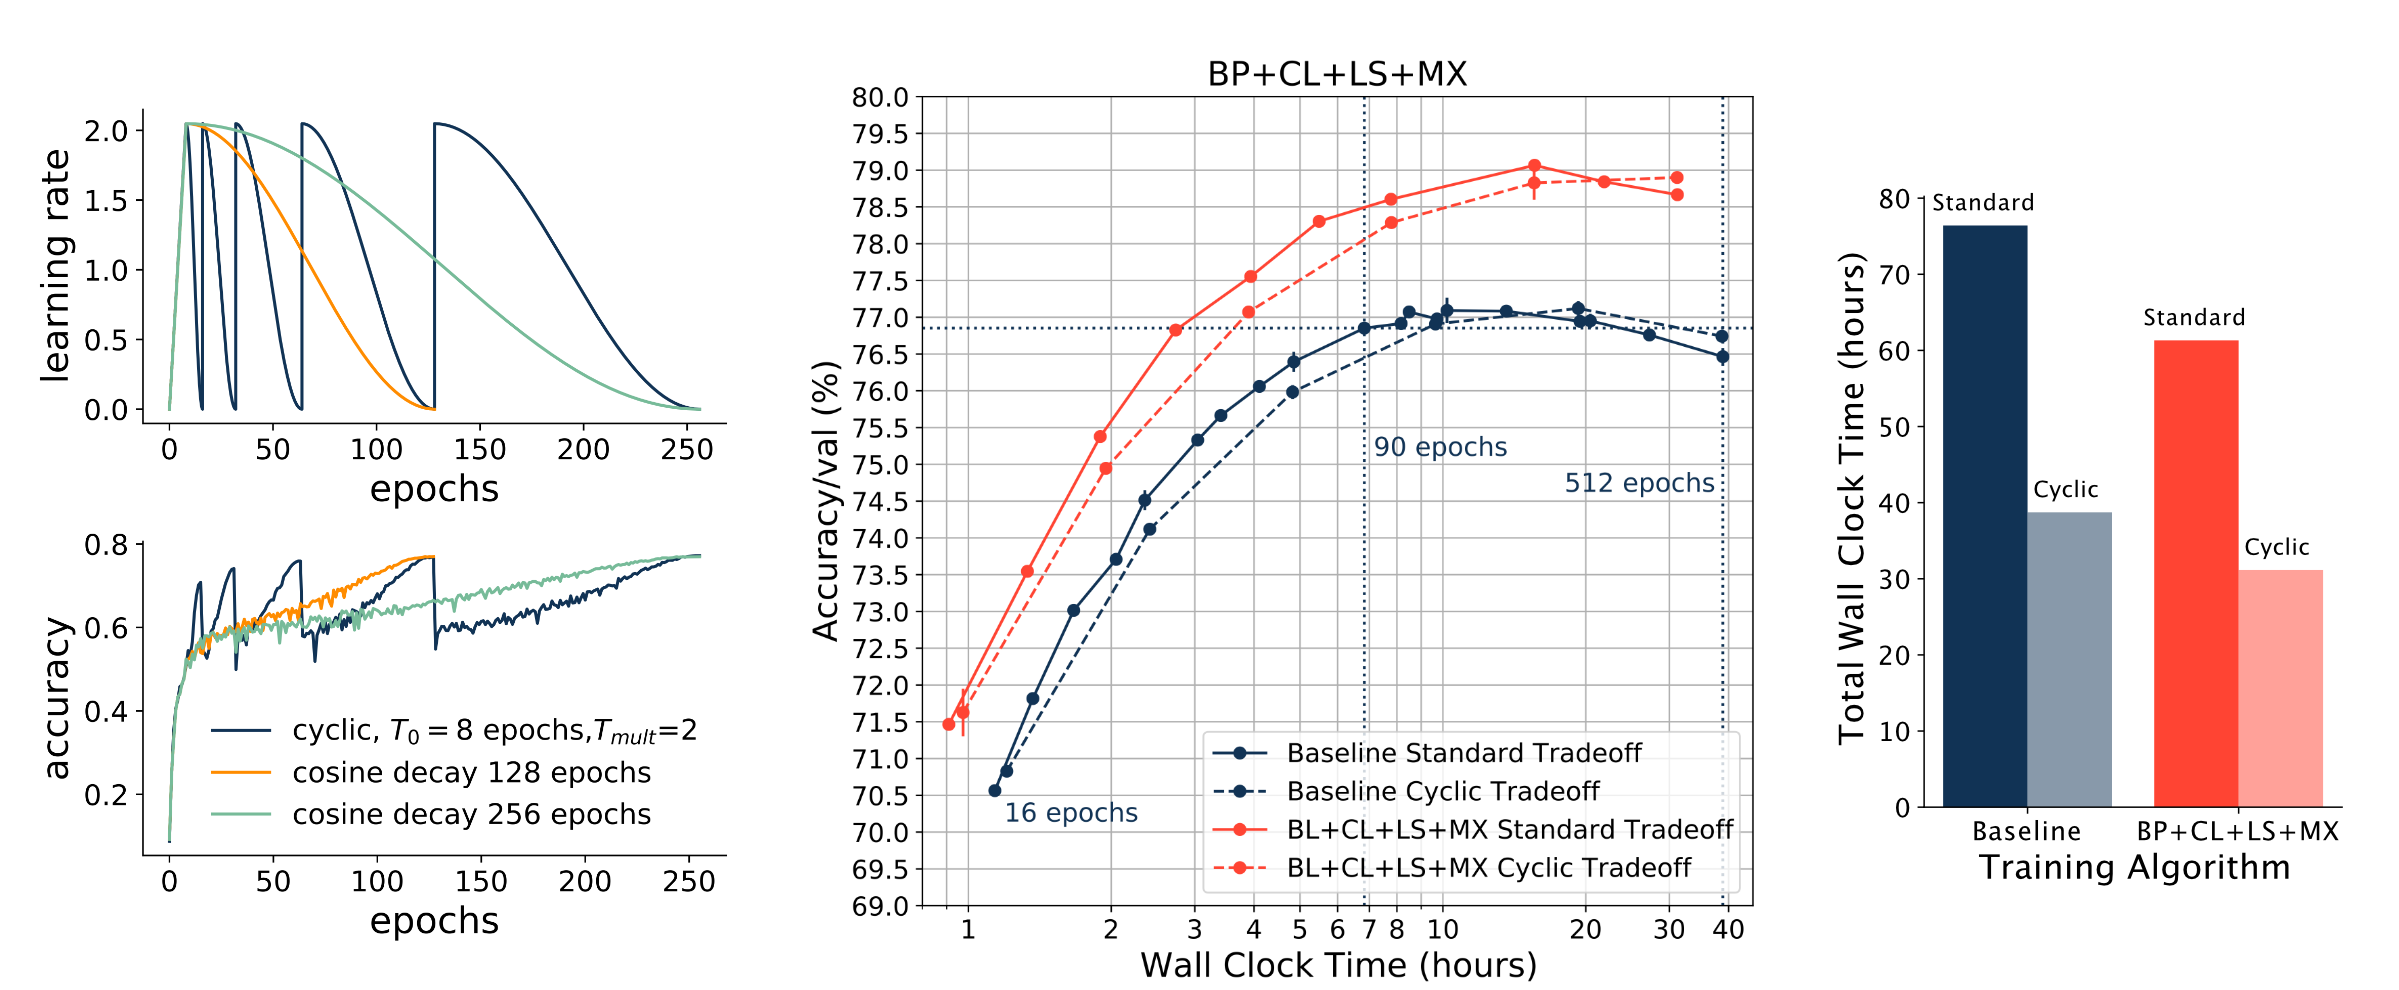 2.0
1.5
1.0
0.5
0.0
learning rate
0 50 100 150 200 250
epochs
0.8
0.6
0.4
0.2
accuracy
cyclic, T0 = 8 epochs,Tmult=2
cosine decay 128 epochs
cosine decay 256 epochs
0 50 100 150 200 250
epochs
BP+CL+LS+MX
80.0
79.5
79.0
78.5
78.0
77.5
77.0
76.5
76.0
75.5
75.0
74.5
74.0
73.5
73.0
72.5
72.0
71.5
71.0
70.5
70.0
69.5
69.0
Accuracy/val (%)
90 epochs
512 epochs
16 epochs
Baseline Standard Tradeoff
Baseline Cyclic Tradeoff
BL+CL+LS+MX Standard Tradeoff
BL+CL+LS+MX Cyclic Tradeoff
1 2 3 4 5 6 7 8 10 20 30 40
Wall Clock Time (hours)
80
70
60
50
40
30
20
10
0
Total Wall Clock Time (hours)
Standard
Cyclic
Standard
Cyclic
Baseline BP+CL+LS+MX
Training Algorithm